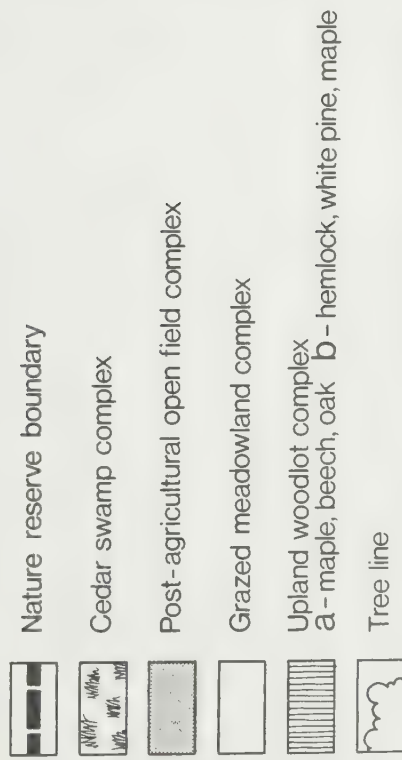 Nature reserve boundary
Cedar swamp complex
Post-agricultural open field complex
Grazed meadowland complex
Upland woodlot complex
a - maple, beech, oak b - hemlock, white pine, maple
Tree line